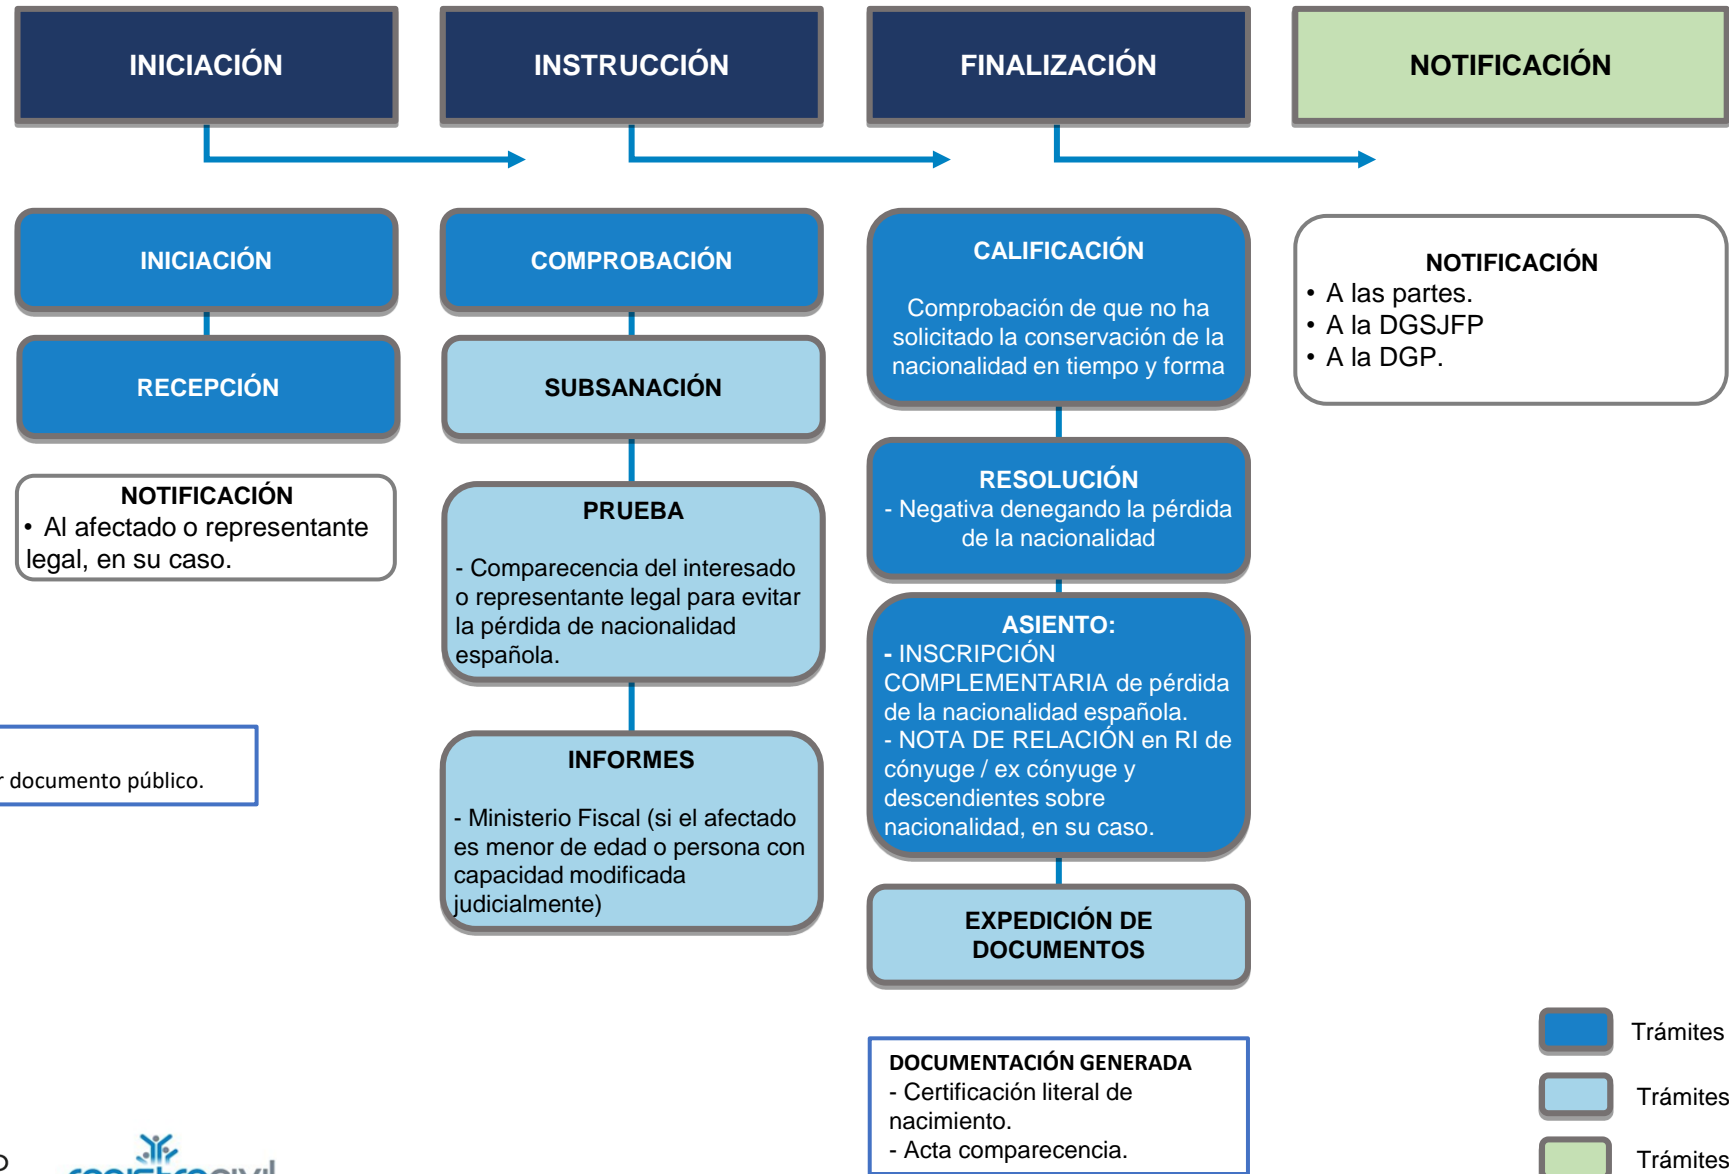 INICIACIÓN
INSTRUCCIÓN
FINALIZACIÓN
NOTIFICACIÓN
INICIACIÓN
RECEPCIÓN
NOTIFICACIÓN
• Al afectado o representante
legal, en su caso.
documento público.
COMPROBACIÓN
SUBSANACIÓN
PRUEBA
- Comparecencia del interesado
o representante legal para evitar
la pérdida de nacionalidad
española.
INFORMES
- Ministerio Fiscal (si el afectado
es menor de edad o persona con
capacidad modificada
judicialmente)
CALIFICACIÓN
Comprobación de que no ha
solicitado la conservación de la
nacionalidad en tiempo y forma
RESOLUCIÓN
- Negativa denegando la pérdida
de la nacionalidad
ASIENTO:
- INSCRIPCIÓN
COMPLEMENTARIA de pérdida
de la nacionalidad española.
- NOTA DE RELACIÓN en RI de
cónyuge / ex cónyuge y
descendientes sobre
nacionalidad, en su caso.
EXPEDICIÓN DE
DOCUMENTOS
DOCUMENTACIÓN GENERADA
- Certificación literal de
nacimiento.
- Acta comparecencia.
NOTIFICACIÓN
• A las partes.
• A la DGSJFP
• A la DGP.
Trámites
Trámites
Trámites